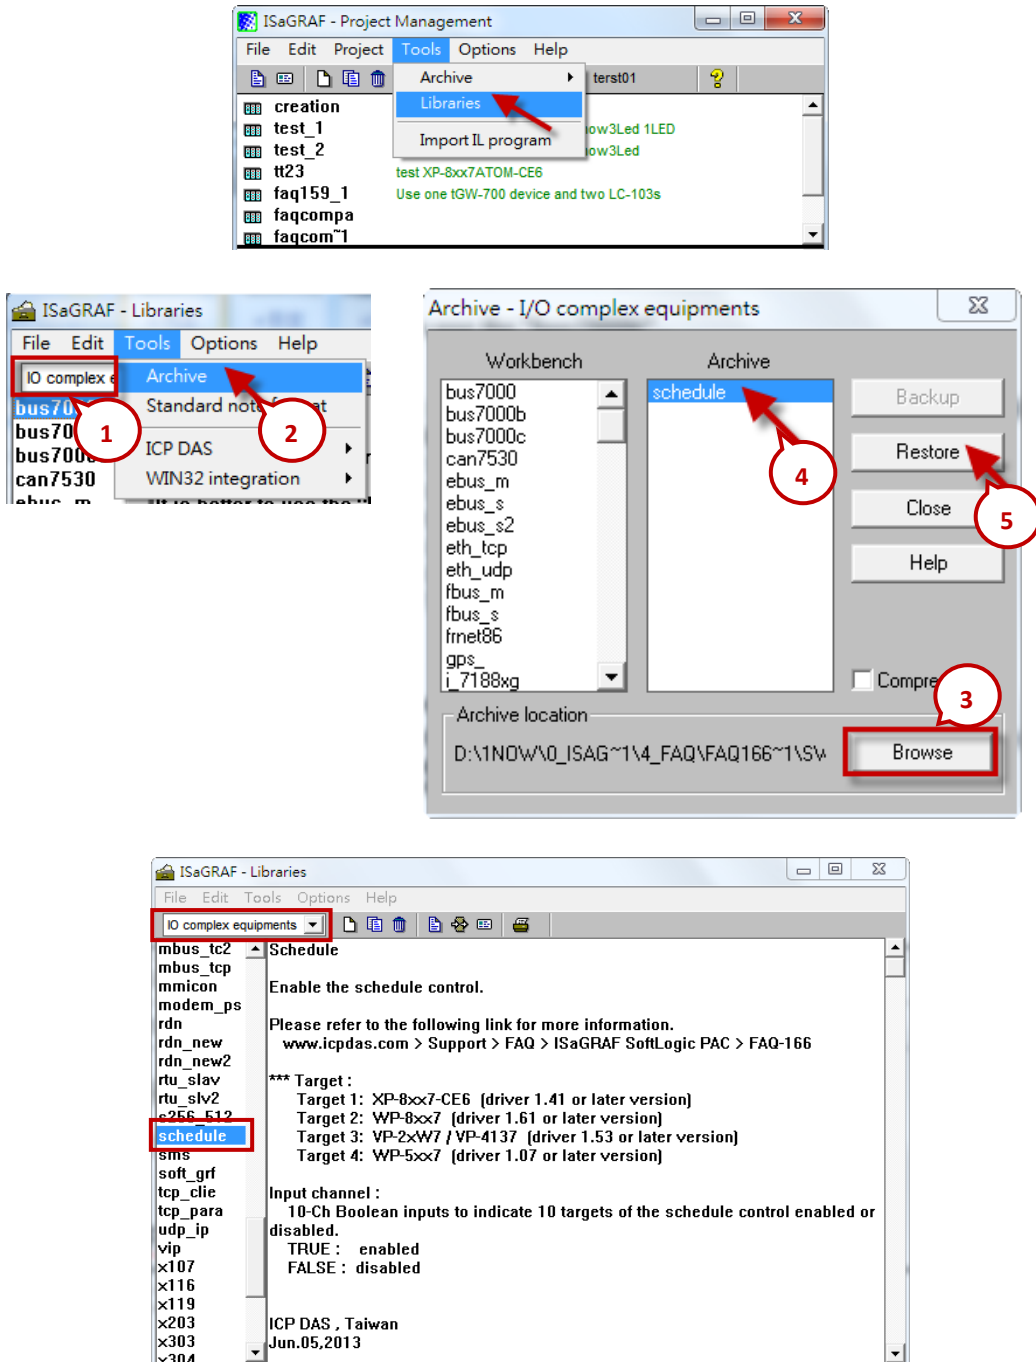 ISaGRAF - Project Management
File Edit Project Tools Options Help
Archive
terst01
Libraries
Import IL program
creation
test_1
ow3Led 1LED
test_2
ow3Led
tt23
test XP-8xx7ATOM-CE6
faq159_1
Use one tGW-700 device and two LC-103s
faqcompa
faqcom~1
ISaGRAF - Libraries
File Edit Tools Options Help
IO complex e
Archive
Standard note format
ICP DAS
WIN32 integration
1
2
bus70
bus70
bus700
can7530
ebus_m
Archive - I/O complex equipments
Workbench
Archive
bus7000
bus7000b
bus7000c
can7530
ebus_m
ebus_s
ebus_s2
eth_tcp
eth_udp
fbus_m
fbus_s
frnet86
gps_
i_7188xg
schedule
Backup
Restore
Close
Help
Compre
4
5
3
Archive location
D:\1NOW\0_ISAG~1\4_FAQ\FAQ166~1\SW
Browse
ISaGRAF - Libraries
File Edit Tools Options Help
IO complex equipments
mbus_tc2
mbus_tcp
mmicon
modem_ps
rdn
rdn_new
rdn_new2
rtu_slav
rtu_slv2
s256_512
schedule
sms
soft_grf
tcp_clie
tcp_para
udp_ip
vip
x107
x116
x119
x203
x303
x304
Schedule
Enable the schedule control.
Please refer to the following link for more information.
www.icpdas.com > Support > FAQ > ISaGRAF SoftLogic PAC > FAQ-166
*** Target :
Target 1: XP-8xx7-CE6 (driver 1.41 or later version)
Target 2: WP-8xx7 (driver 1.61 or later version)
Target 3: VP-2xW7 / VP-4137 (driver 1.53 or later version)
Target 4: WP-5xx7 (driver 1.07 or later version)
Input channel :
10-Ch Boolean inputs to indicate 10 targets of the schedule control enabled or
disabled.
TRUE : enabled
FALSE : disabled
ICP DAS , Taiwan
Jun.05,2013